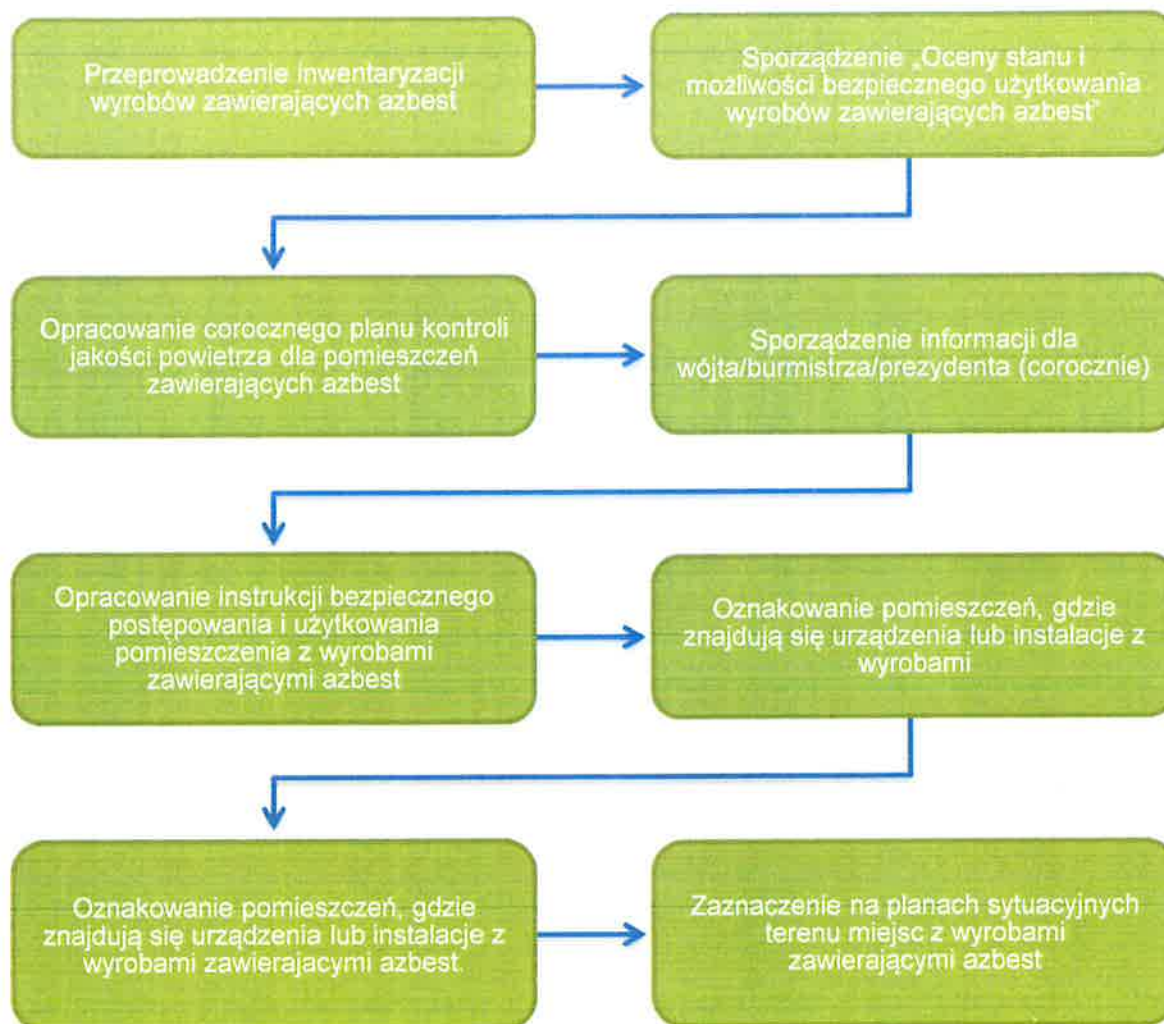 Przeprowadzenie inwentaryzacji
wyrobów zawierających azbest
Sporządzenie „Oceny stanu i
możliwości bezpiecznego użytkowania
wyrobów zawierających azbest"
Opracowanie corocznego planu kontroli
jakości powietrza dla pomieszczeń
zawierających azbest
Sporządzenie informacji dla
wójta/burmistrza/prezydenta (corocznie)
Opracowanie instrukcji bezpiecznego
postępowania i użytkowania
pomieszczenia z wyrobami
zawierającymi azbest
Oznakowanie pomieszczeń, gdzie
znajdują się urządzenia lub instalacje z
wyrobami
Oznakowanie pomieszczeń, gdzie
znajdują się urządzenia lub instalacje z
wyrobami zawierajacymi azbest.
Zaznaczenie na planach sytuacyjnych
terenu miejsc z wyrobami
zawierającymi azbest